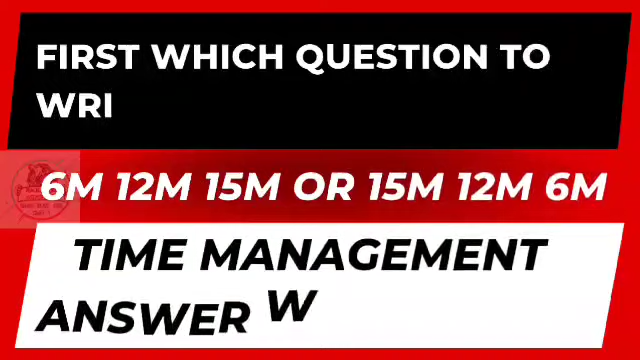 FIRST WHICH QUESTION TO
WRI
6M 12M 15M OR 15M 12M 6M
TIME MANAGEMENT
ANSWER W